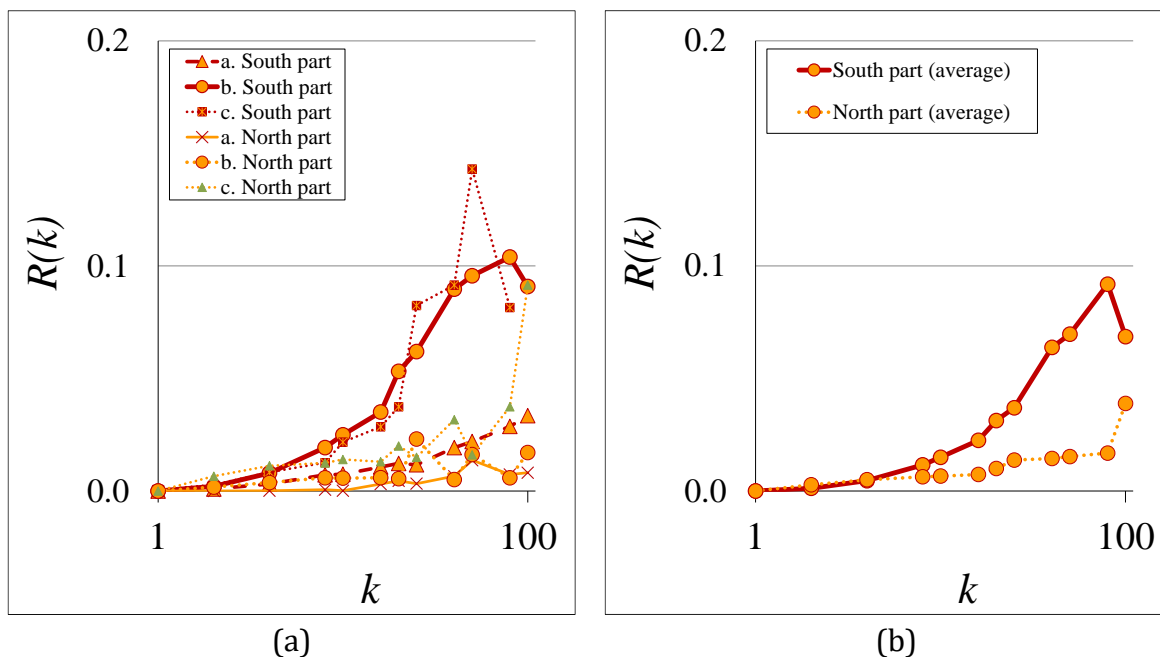 0.2
a. South part
b. South part
c. South part
a. North part
b. North part
c. North part
R(k)
0.1
0.0
1
100
k
(a)
0.2
South part (average)
North part (average)
R(k)
0.1
0.0
1
100
k
(b)